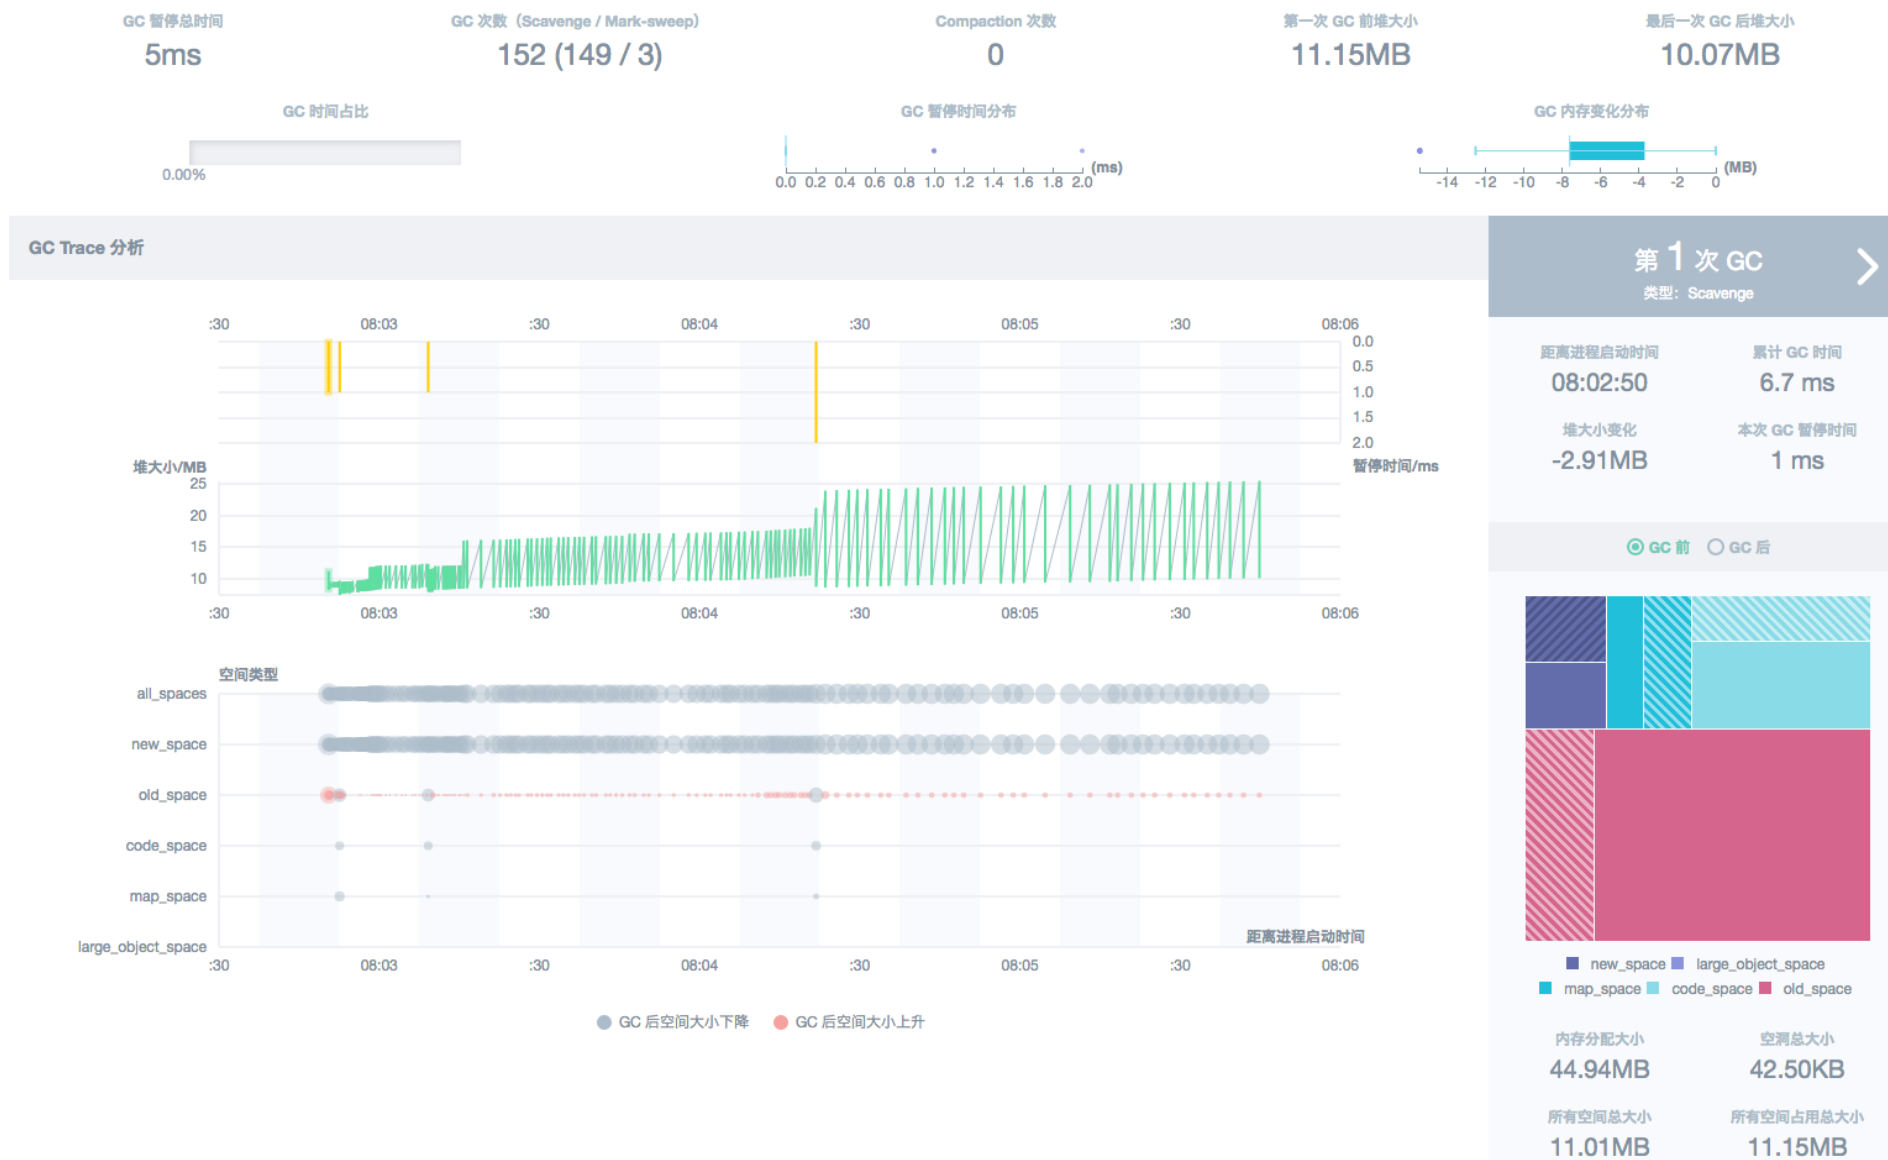 GC 暂停总时间 GC 次数（Scavenge / Mark-sweep） Compaction 次数 第一次 GC 前堆大小 最后一次 GC 后堆大小
5ms 152 (149 / 3) 0 11.15MB 10.07MB
GC 时间占比 GC 暂停时间分布 GC 内存变化分布
0.00%
(ms)
0.0 0.2 0.4 0.6 0.8 1.0 1.2 1.4 1.6 1.8 2.0
(MB)
-14 -12 -10 -8 -6 -4 -2 0
GC Trace 分析
:30 08:03 :30 08:04 :30 08:05 :30 08:06
0.0
0.5
1.0
1.5
2.0
堆大小/MB 暂停时间/ms
25
20
15
10
:30 08:03 :30 08:04 :30 08:05 :30 08:06
空间类型
all_spaces
new_space
old_space
code_space
map_space
large_object_space
距离进程启动时间
:30 08:03 :30 08:04 :30 08:05 :30 08:06
GC 后空间大小下降 GC 后空间大小上升
第 1 次 GC
类型：Scavenge
距离进程启动时间 累计 GC 时间
08:02:50 6.7 ms
堆大小变化 本次 GC 暂停时间
-2.91MB 1 ms
GC 前 GC 后
new_space large_object_space
map_space code_space old_space
内存分配大小 空洞总大小
44.94MB 42.50KB
所有空间总大小 所有空间占用总大小
11.01MB 11.15MB